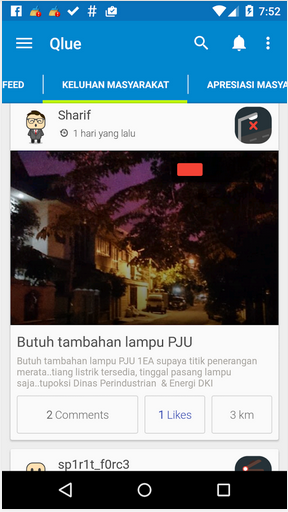 7:52
Qlue
FEED
KELUHAN MASYARAKAT
APRESIASI MASYA
Sharif
1 hari yang lalu
Butuh tambahan lampu PJU
Butuh tambahan lampu PJU 1EA supaya titik penerangan
merata..tiang listrik tersedia, tinggal pasang lampu
saja..tupoksi Dinas Perindustrian & Energi DKI
2 Comments
1 Likes
3 km
sp1r1t_f0rc3